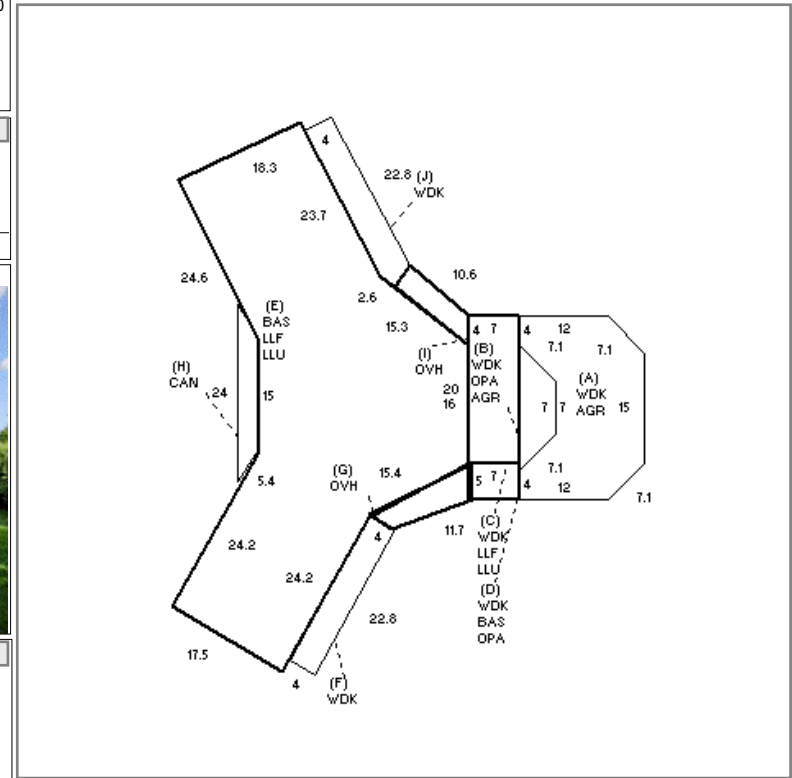 4
18.3
22.8 (J)
WDK
23.7
24.6
10.6
2.6
(E)
BAS
LLF
LLU
15.3
4 7
4 12
7.1
7.1
(B)
WDK
OPA
AGR
(I)
OVH
(H)
CAN
24
15
20
16
7
7
(A)
WDK
AGR
15
(G)
OVH
15.4
5.4
5 7
7.1
4 12
7.1
11.7
4
(C)
WDK
LLF
LLU
24.2
24.2
(D)
WDK
BAS
OPA
22.8
17.5
4
(F)
WDK